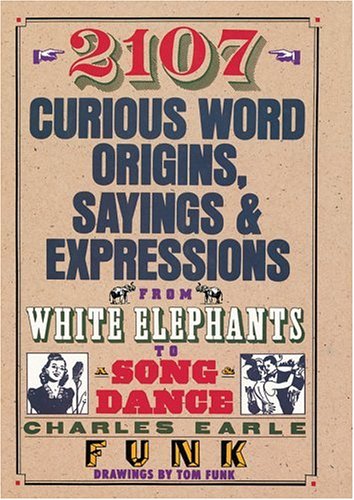 2107
CURIOUS WORD
ORIGINS,
SAYINGS &
EXPRESSIONS
FROM
WHITE ELEPHANTS
TO
A SONG &
DANCE
CHARLES EARLE
FUNK
DRAWINGS BY TOM FUNK